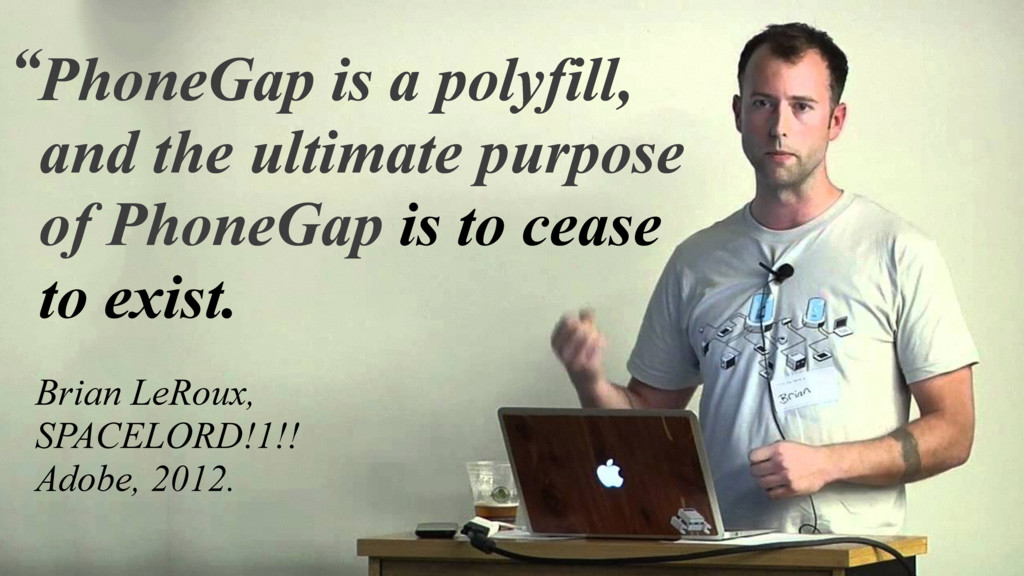 “PhoneGap is a polyfill,
and the ultimate purpose
of PhoneGap is to cease
to exist.
Brian LeRoux,
SPACELORD!1!!
Adobe, 2012.
Brian